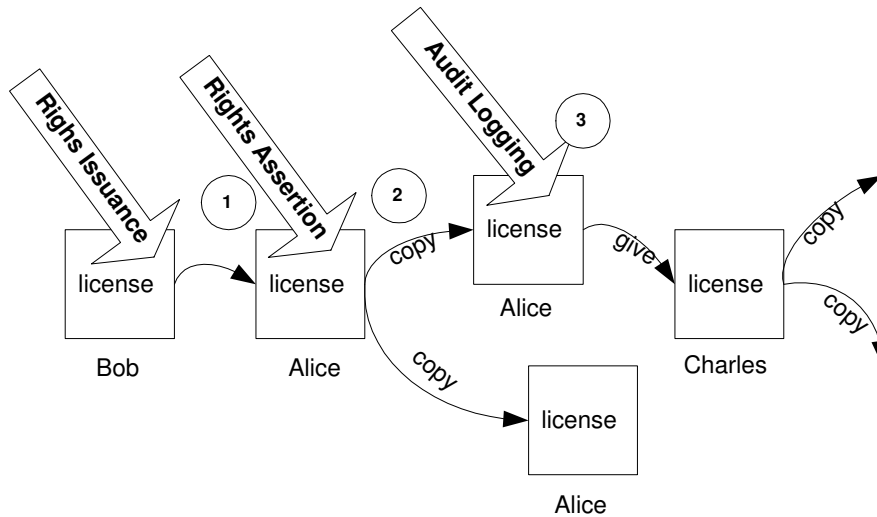 Righs Issuance
Rights Assertion
Audit Logging
1
2
3
license
license
license
license
license
copy
give
copy
copy
copy
Bob
Alice
Alice
Charles
Alice